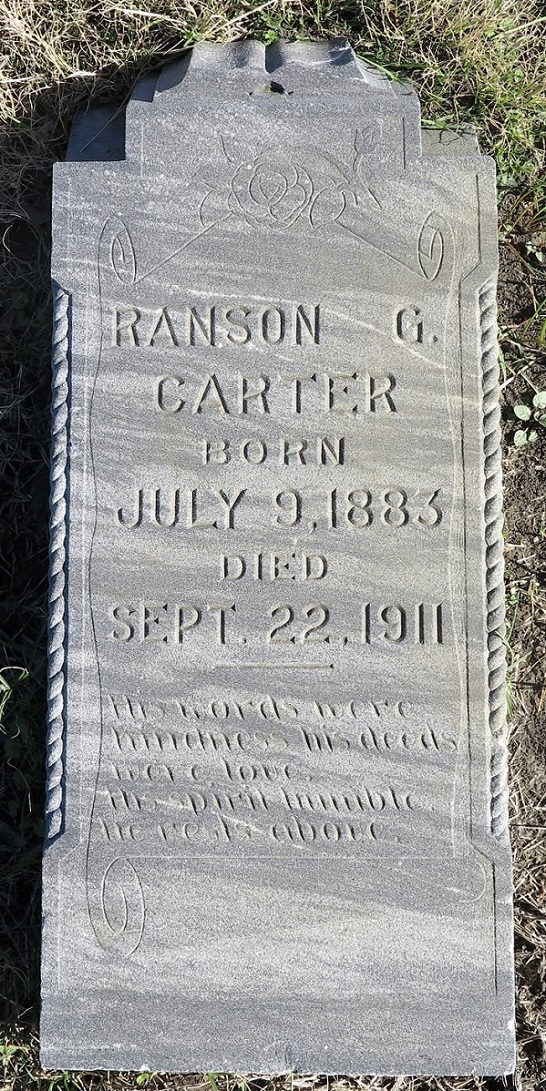 RANSON G.
CARTER
BORN
JULY 9, 1883
DIED
SEPT. 22, 1911
His words were
kindness his deeds
were love,
His spirit humble,
he rests above.